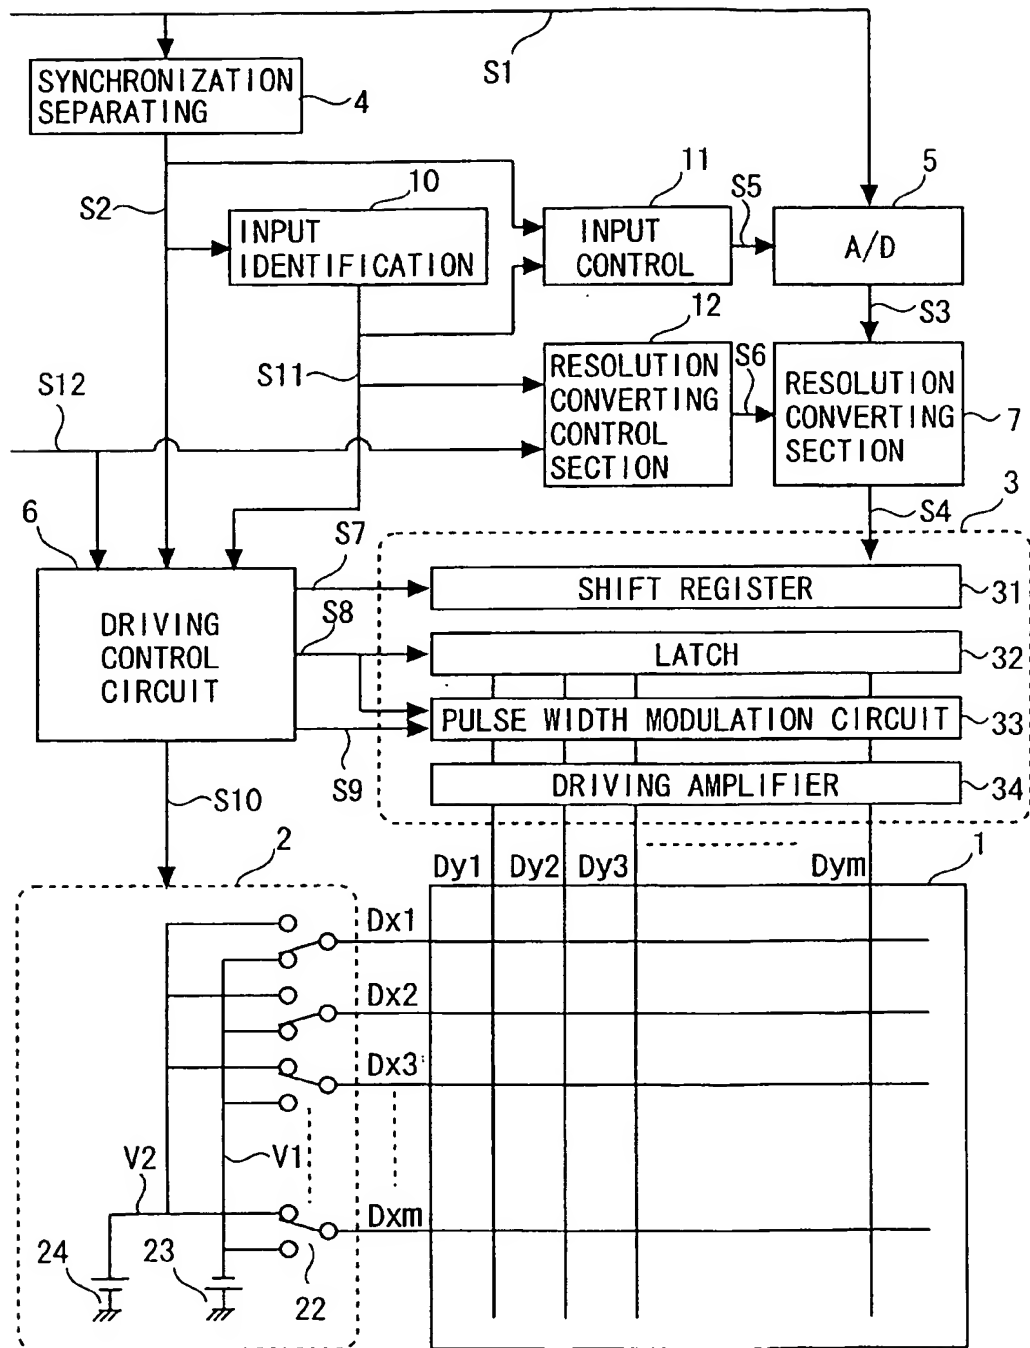 S1
SYNCHRONIZATION
SEPARATING
4
S2
10
11
S5
5
INPUT
IDENTIFICATION
INPUT
CONTROL
A/D
S3
12
S11
S12
RESOLUTION
CONVERTING
CONTROL
SECTION
S6
RESOLUTION
CONVERTING
SECTION
7
6
S7
S4
3
DRIVING
CONTROL
CIRCUIT
SHIFT REGISTER
31
S8
LATCH
32
PULSE WIDTH MODULATION CIRCUIT
33
S9
DRIVING AMPLIFIER
34
S10
2
Dy1
Dy2
Dy3
Dym
1
Dx1
Dx2
Dx3
V2
V1
Dxm
24
23
22